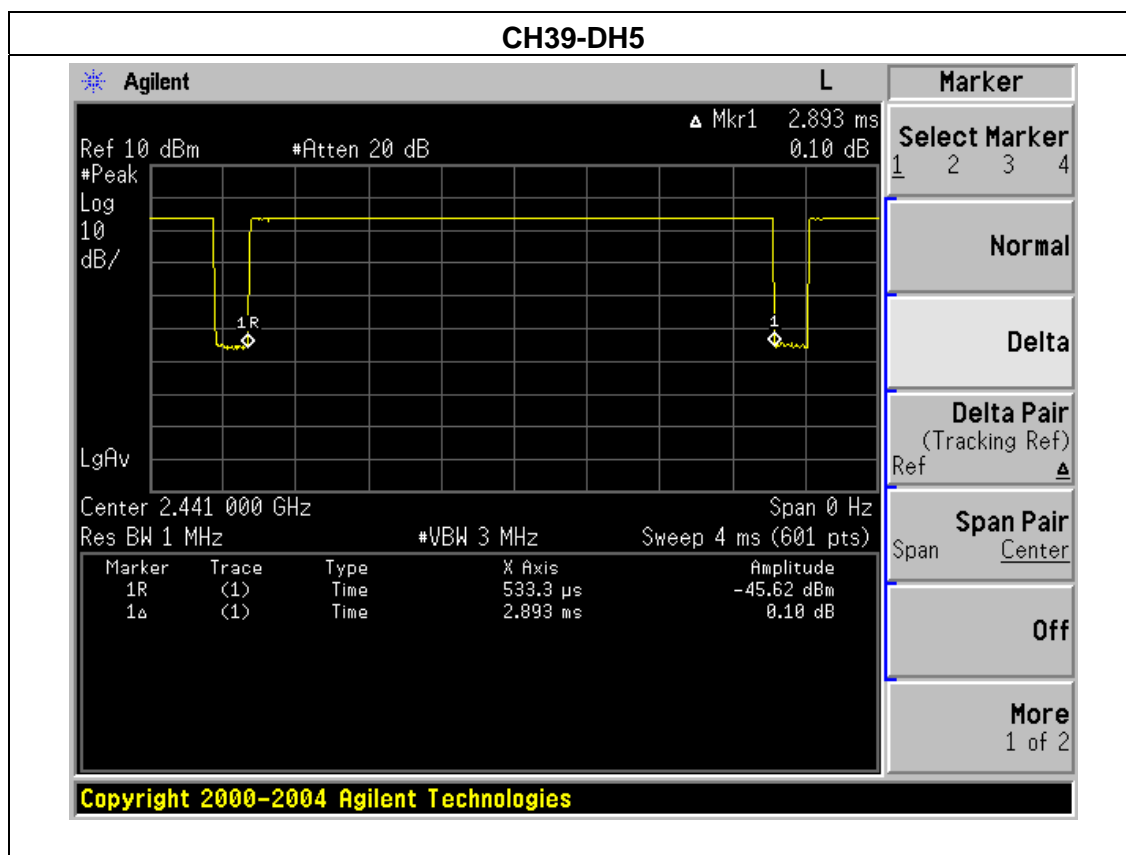 CH39-DH5
Agilent L
Marker
Δ Mkr1 2.893 ms
Ref 10 dBm #Atten 20 dB 0.10 dB
#Peak
Log
10
dB/
1R 1
LgAv
Center 2.441 000 GHz Span 0 Hz
Res BW 1 MHz #VBW 3 MHz Sweep 4 ms (601 pts)
Marker Trace Type X Axis Amplitude
1R (1) Time 533.3 µs -45.62 dBm
1Δ (1) Time 2.893 ms 0.10 dB
Select Marker
1 2 3 4
Normal
Delta
Delta Pair
(Tracking Ref)
Ref Δ
Span Pair
Span Center
Off
More
1 of 2
Copyright 2000-2004 Agilent Technologies